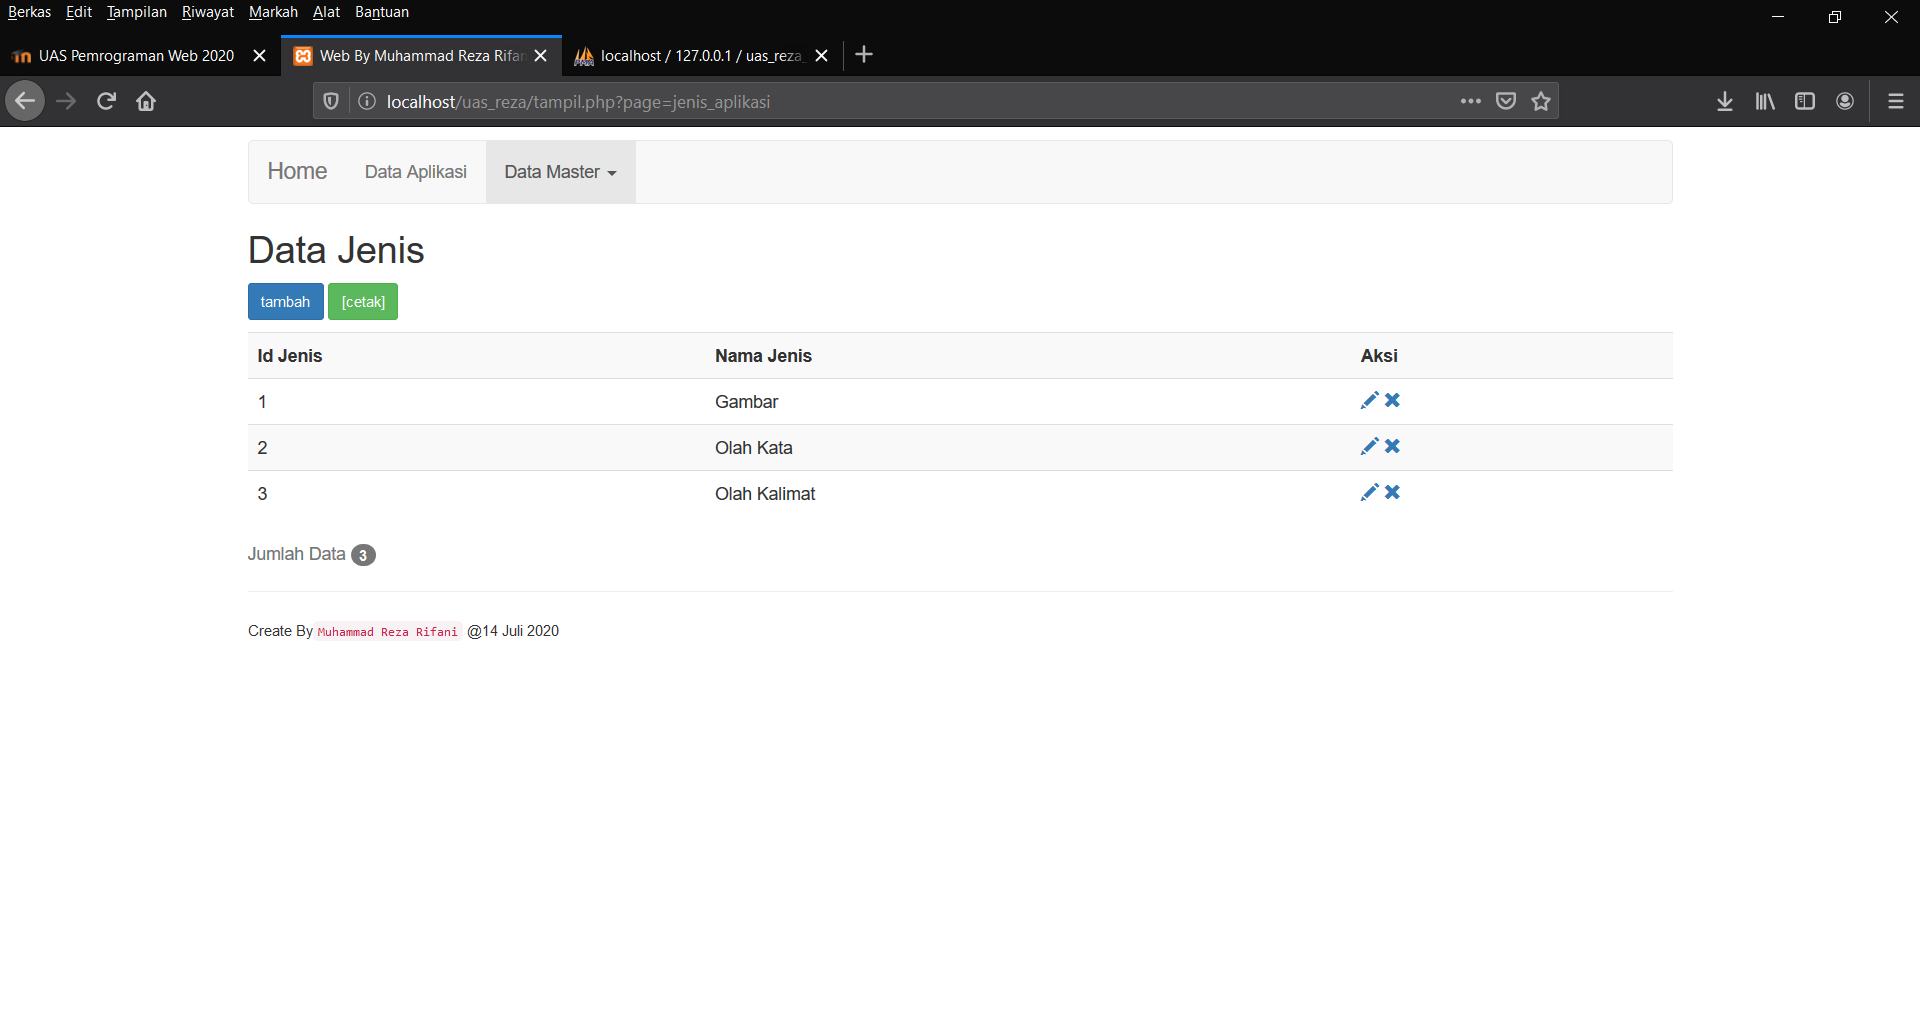 Berkas Edit Tampilan Riwayat Markah Alat Bantuan
UAS Pemrograman Web 2020 Web By Muhammad Reza Rifan localhost / 127.0.0.1 / uas_reza_
localhost/uas_reza/tampil.php?page=jenis_aplikasi
Home Data Aplikasi Data Master
Data Jenis
tambah [cetak]
Id Jenis Nama Jenis Aksi
1 Gambar
2 Olah Kata
3 Olah Kalimat
Jumlah Data 3
Create By Muhammad Reza Rifani @14 Juli 2020